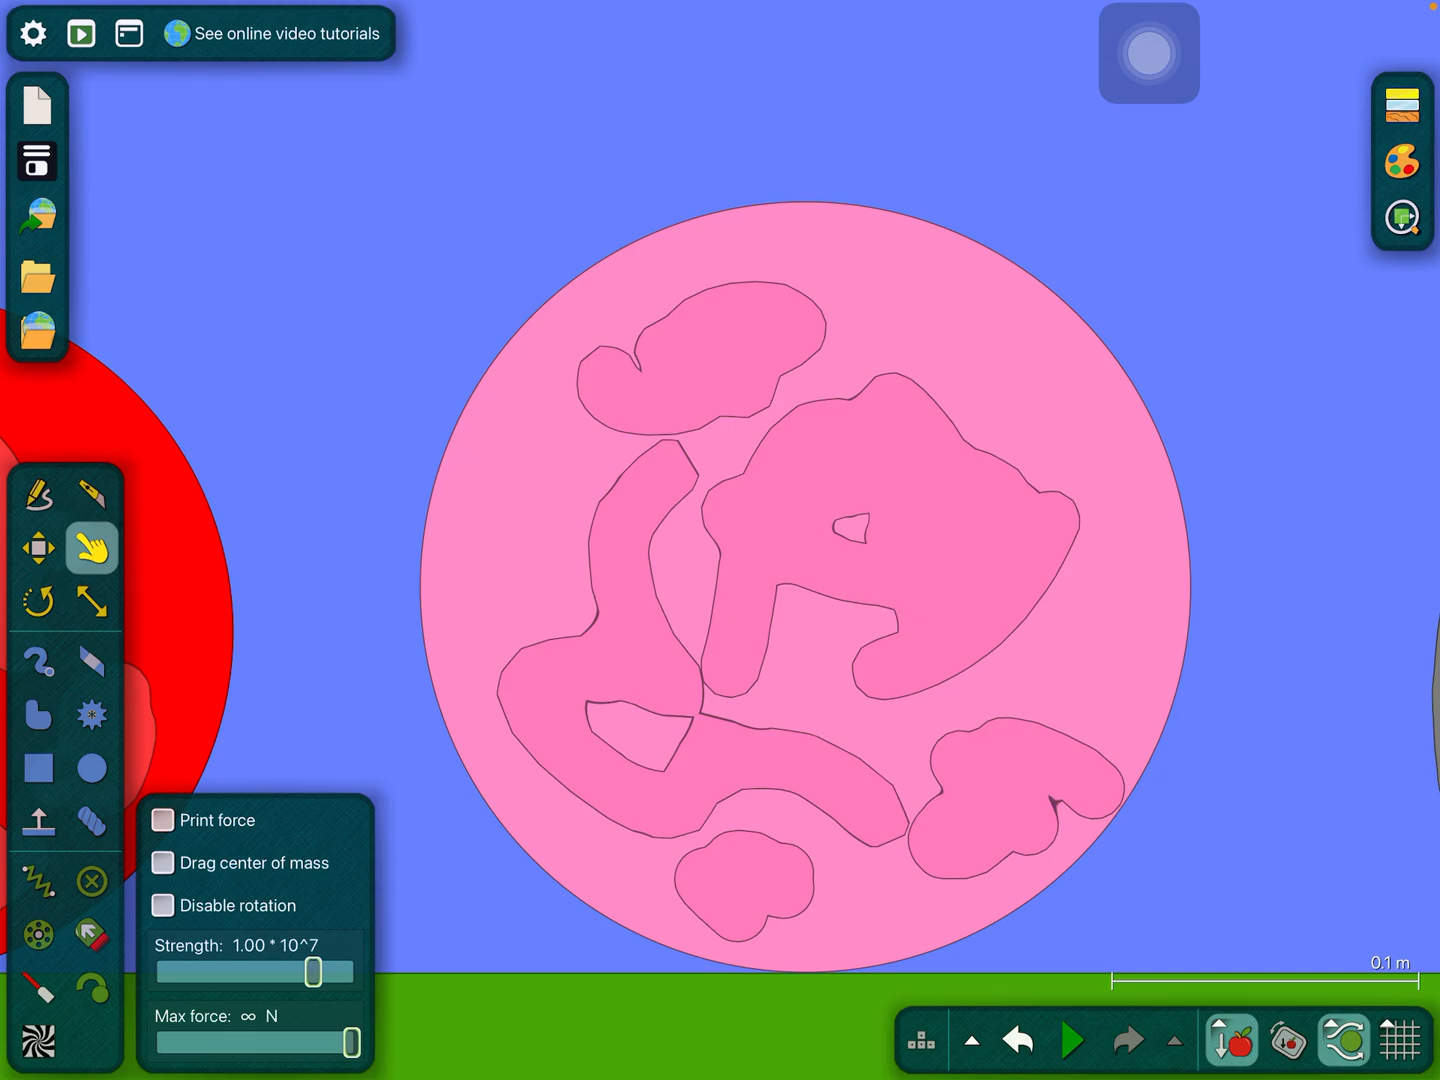 See online video tutorials
Print force
Drag center of mass
Disable rotation
Strength: 1.00 * 10^7
Max force: ∞ N
0.1 m